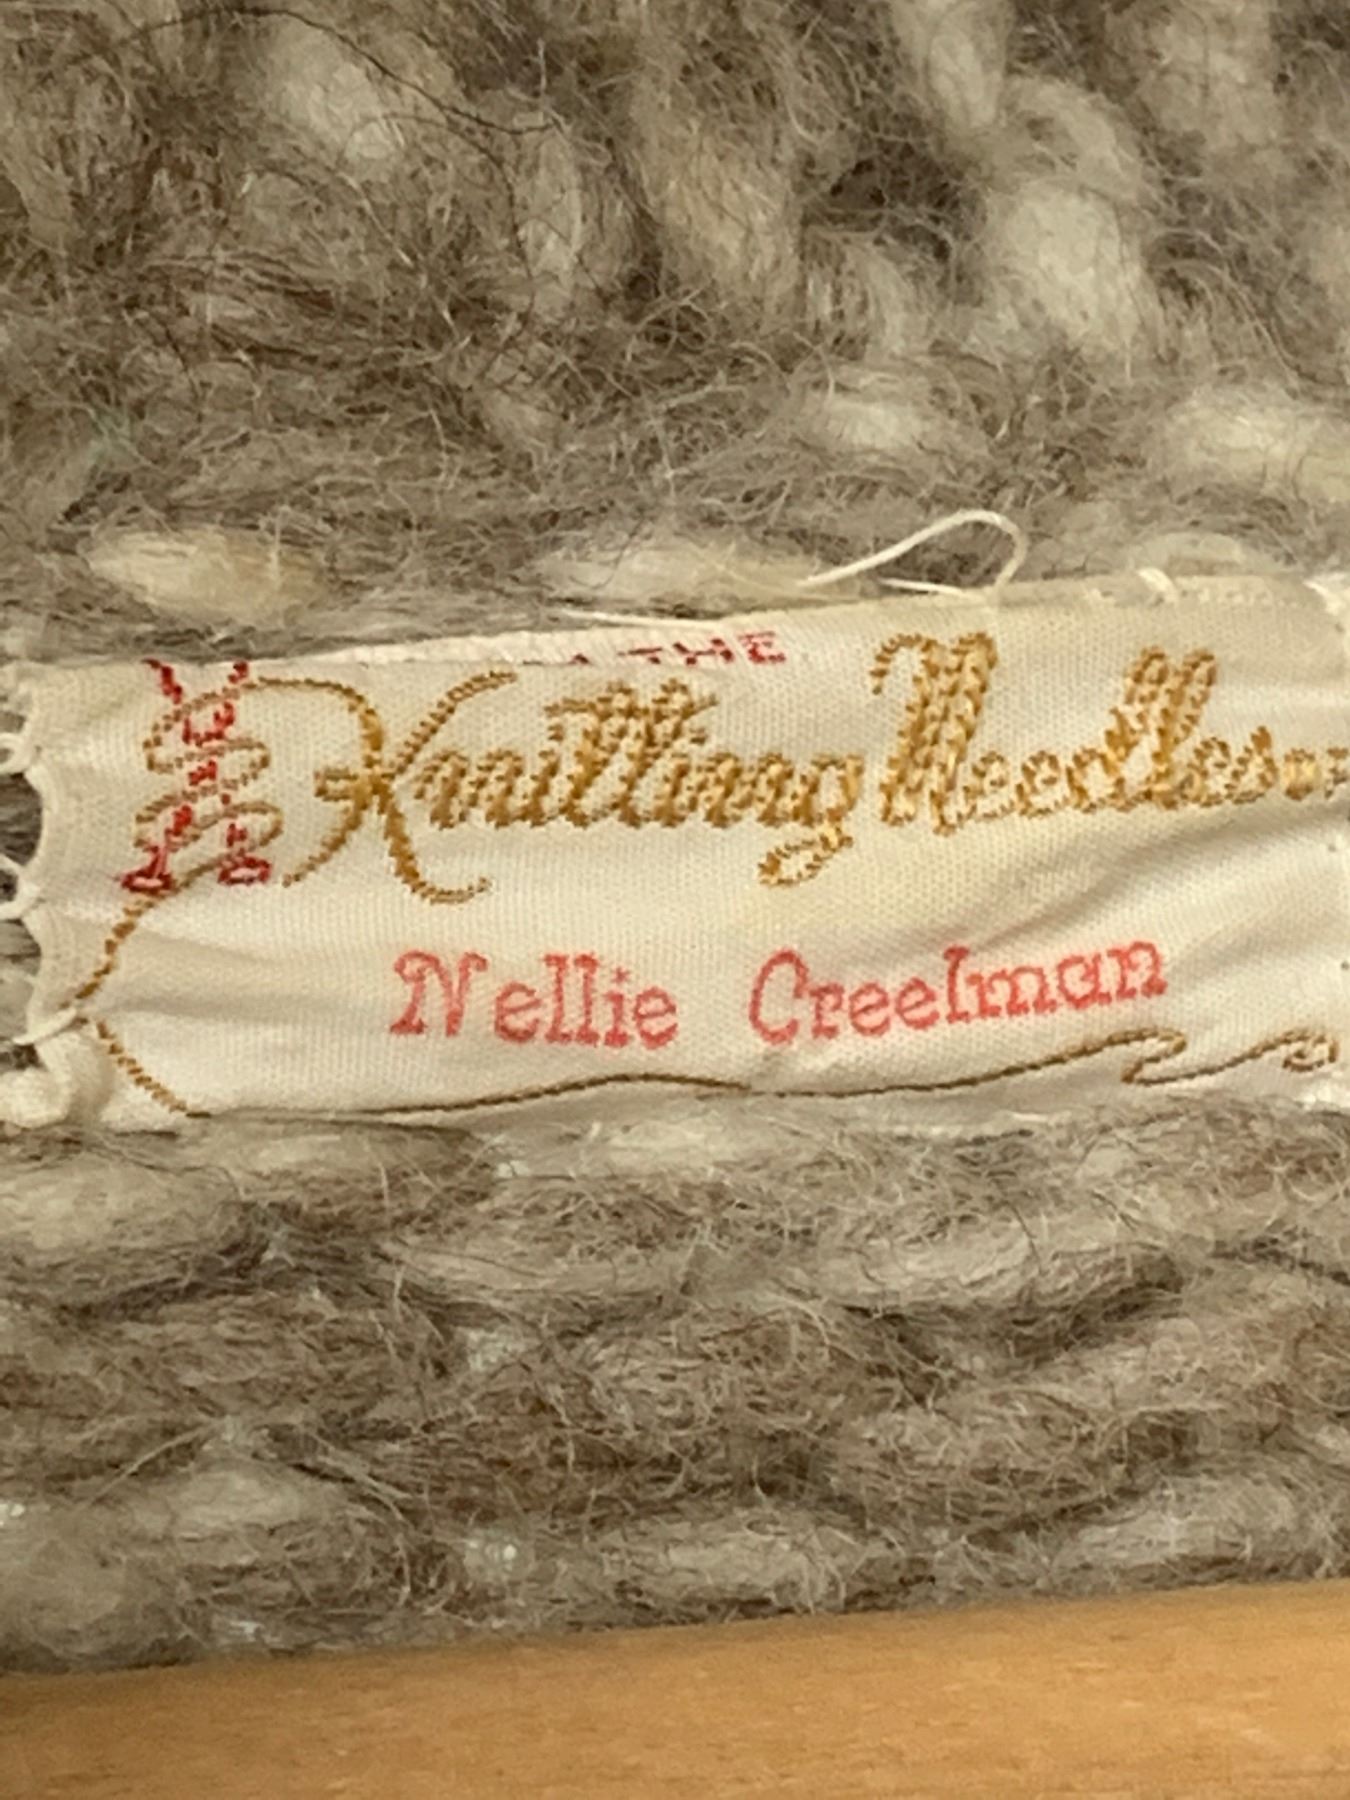 THE
Knitting Needles
Nellie Creelman